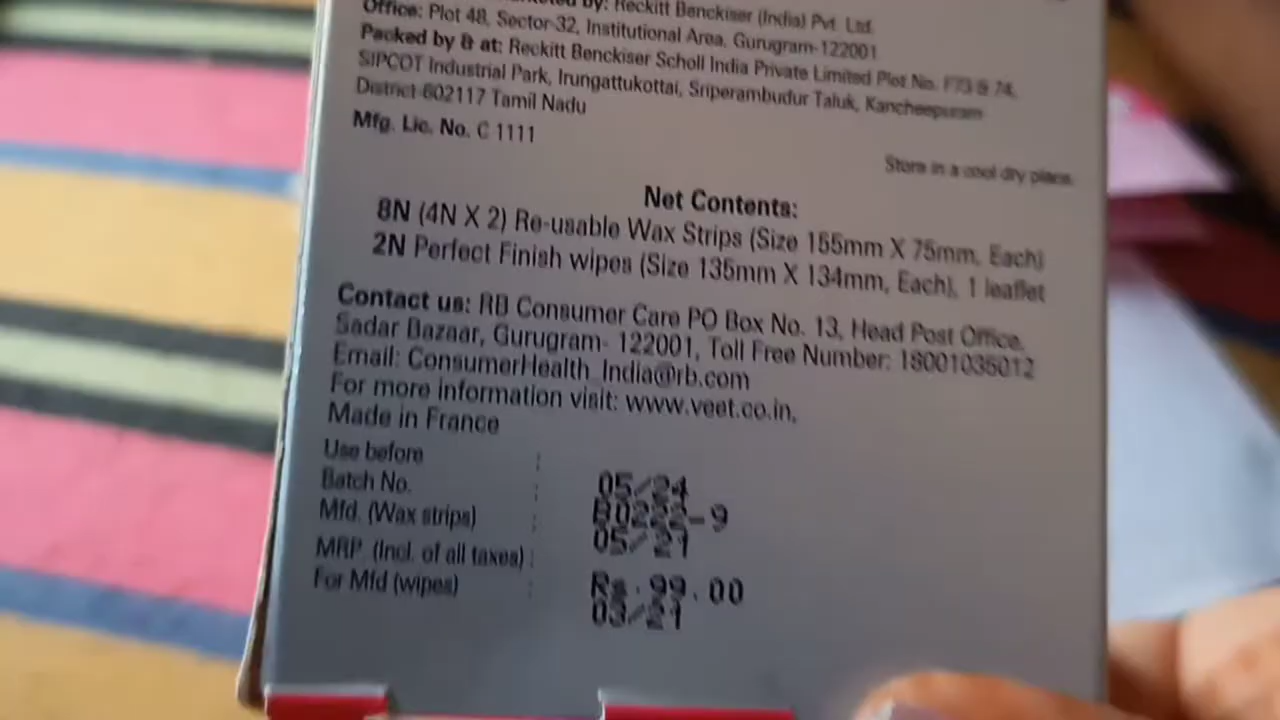 by: Reckitt Benckiser (India) Pvt. Ltd.
Office: Plot 48, Sector-32, Institutional Area, Gurugram-122001
Packed by & at: Reckitt Benckiser Scholl India Private Limited Plot No. F73 & 74,
SIPCOT Industrial Park, Irungattukottai, Sriperambudur Taluk, Kancheepuram
District-602117 Tamil Nadu
Mfg. Lic. No. C 1111
Store in a cool dry place.
Net Contents:
8N (4N X 2) Re-usable Wax Strips (Size 155mm X 75mm, Each)
2N Perfect Finish wipes (Size 135mm X 134mm, Each), 1 leaflet
Contact us: RB Consumer Care PO Box No. 13, Head Post Office,
Sadar Bazaar, Gurugram- 122001, Toll Free Number: 18001035012
Email: ConsumerHealth_India@rb.com
For more information visit: www.veet.co.in,
Made in France
Use before : 05/24
Batch No. : B0222-9
Mfd. (Wax strips) : 05/21
MRP. (Incl. of all taxes) : Rs.99.00
For Mfd (wipes) : 03/21